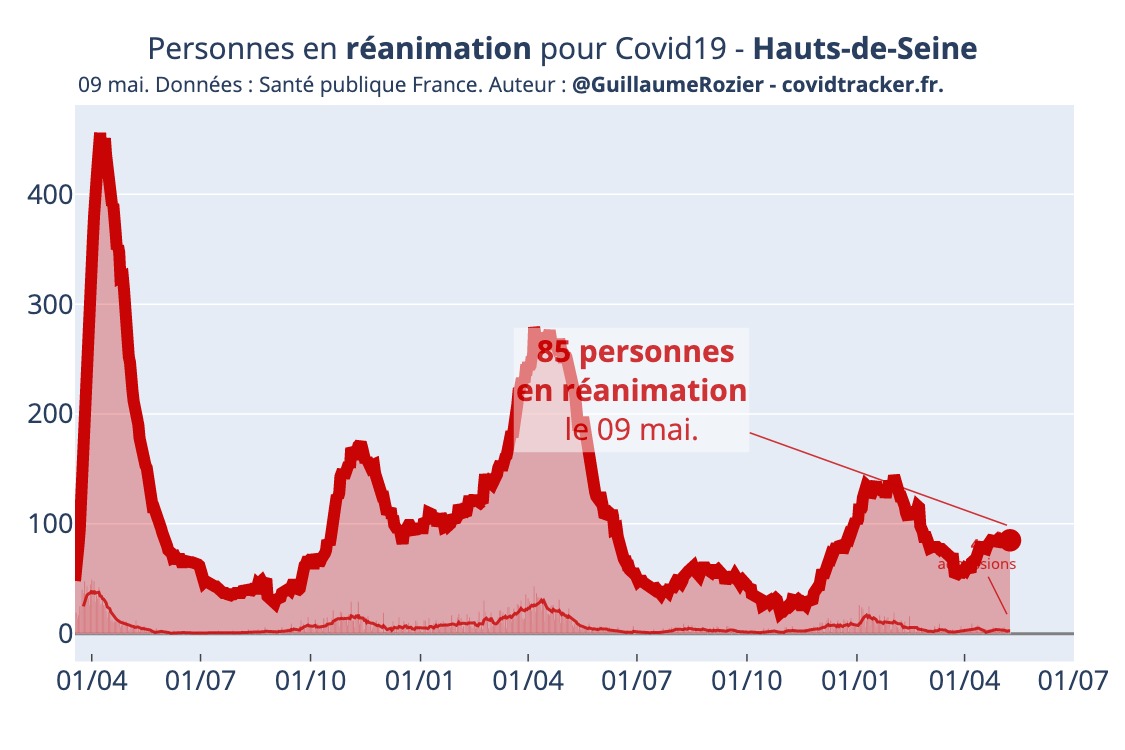 Personnes en réanimation pour Covid19 - Hauts-de-Seine
09 mai. Données : Santé publique France. Auteur : @GuillaumeRozier - covidtracker.fr.
400
300
200
100
0
85 personnes
en réanimation
le 09 mai.
01/04 01/07 01/10 01/01 01/04 01/07 01/10 01/01 01/04 01/07